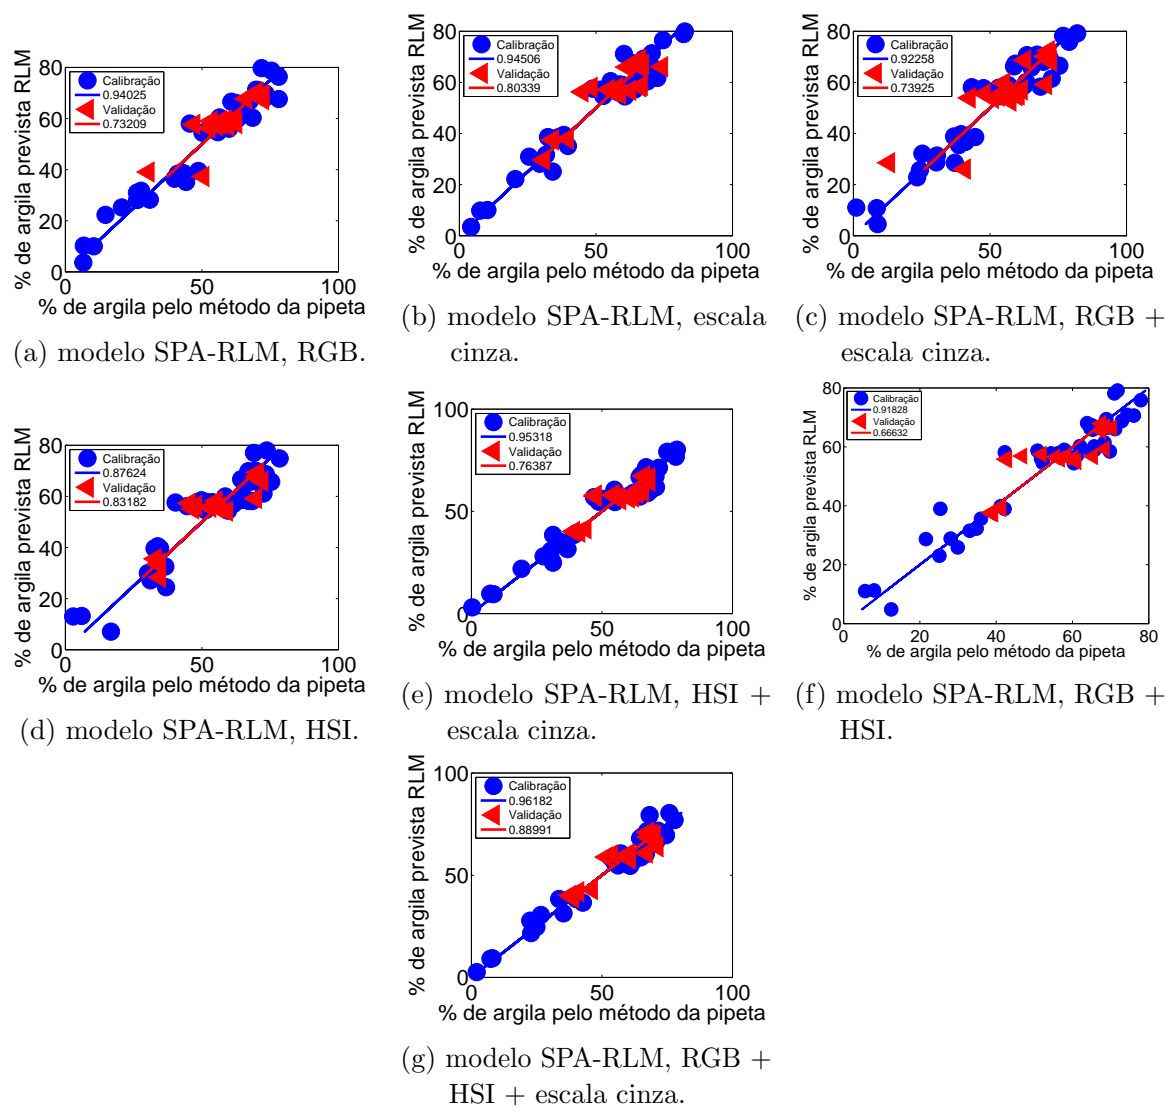 % de argila prevista RLM
80
60
40
20
0
0 50 100
Calibração
0.94025
Validação
0.73209
% de argila pelo método da pipeta
(a) modelo SPA-RLM, RGB.
% de argila prevista RLM
80
60
40
20
0
0 50 100
Calibração
0.94506
Validação
0.80339
% de argila pelo método da pipeta
(b) modelo SPA-RLM, escala
cinza.
% de argila prevista RLM
80
60
40
20
0
0 50 100
Calibração
0.92258
Validação
0.73925
% de argila pelo método da pipeta
(c) modelo SPA-RLM, RGB +
escala cinza.
% de argila prevista RLM
80
60
40
20
0
0 50 100
Calibração
0.87624
Validação
0.83182
% de argila pelo método da pipeta
(d) modelo SPA-RLM, HSI.
% de argila prevista RLM
100
50
0
0 50 100
Calibração
0.95318
Validação
0.76387
% de argila pelo método da pipeta
(e) modelo SPA-RLM, HSI +
escala cinza.
% de argila prevista RLM
80
60
40
20
0
0 20 40 60 80
Calibração
0.91828
Validação
0.66632
% de argila pelo método da pipeta
(f) modelo SPA-RLM, RGB +
HSI.
% de argila prevista RLM
100
50
0
0 50 100
Calibração
0.96182
Validação
0.88991
% de argila pelo método da pipeta
(g) modelo SPA-RLM, RGB +
HSI + escala cinza.